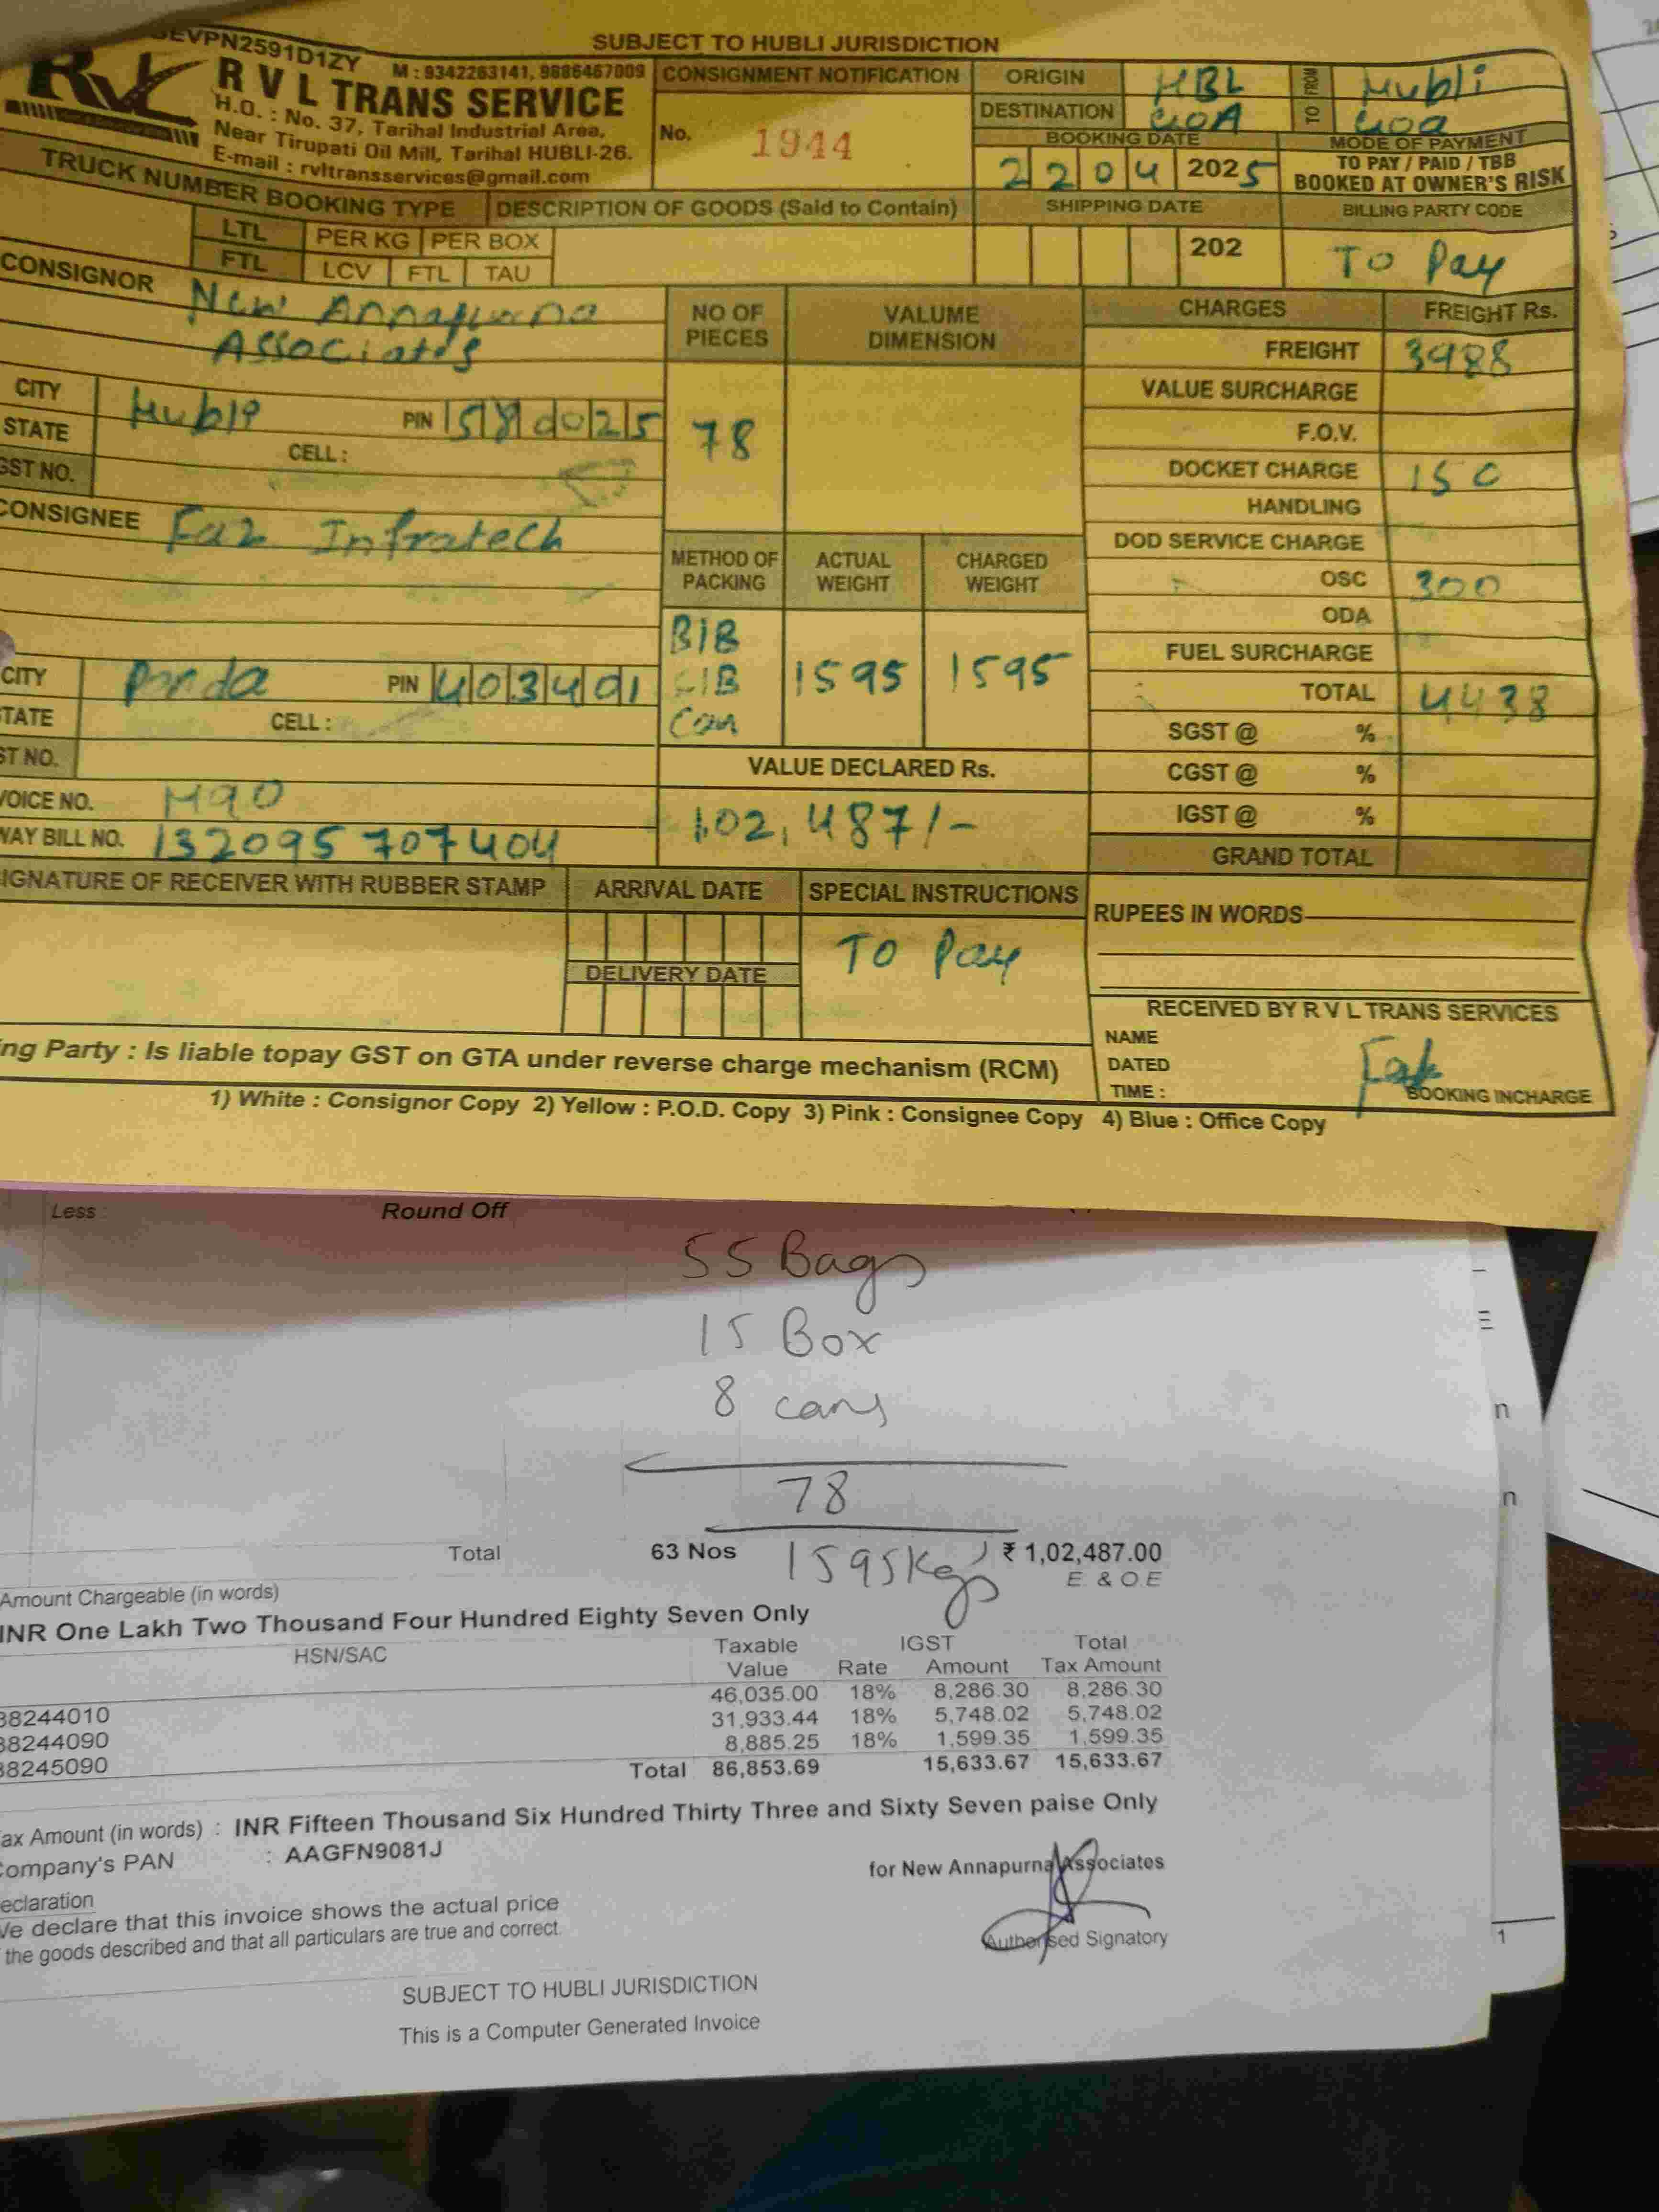 SUBJECT TO HUBLI JURISDICTION
EVPN2591D1ZY
M : 9342263141, 9886467009
R V L TRANS SERVICE
H.O. : No. 37, Tarihal Industrial Area,
Near Tirupati Oil Mill, Tarihal HUBLI-26.
E-mail : rvltransservices@gmail.com
CONSIGNMENT NOTIFICATION
No. 1944
ORIGIN HBL
DESTINATION GOA
FROM Hubli
TO Goa
BOOKING DATE
2 2 0 4 2025
MODE OF PAYMENT
TO PAY / PAID / TBB
BOOKED AT OWNER'S RISK
TRUCK NUMBER BOOKING TYPE
DESCRIPTION OF GOODS (Said to Contain)
SHIPPING DATE
202
BILLING PARTY CODE
To Pay
LTL PER KG PER BOX
FTL LCV FTL TAU
CONSIGNOR New Annapurna
Associates
CITY Hubli PIN 580025
STATE CELL :
GST NO.
CONSIGNEE Faz Infratech
CITY Ponda PIN 403401
STATE CELL :
ST NO.
VOICE NO. H90
WAY BILL NO. 132095707404
NO OF
PIECES
78
VALUME
DIMENSION
METHOD OF
PACKING
B/B
C/B
Can
ACTUAL
WEIGHT
1595
CHARGED
WEIGHT
1595
VALUE DECLARED Rs.
1,02,487/-
CHARGES FREIGHT Rs.
FREIGHT 3988
VALUE SURCHARGE
F.O.V.
DOCKET CHARGE 150
HANDLING
DOD SERVICE CHARGE
OSC 300
ODA
FUEL SURCHARGE
TOTAL 4438
SGST @ %
CGST @ %
IGST @ %
GRAND TOTAL
SIGNATURE OF RECEIVER WITH RUBBER STAMP
ARRIVAL DATE
DELIVERY DATE
SPECIAL INSTRUCTIONS
To Pay
RUPEES IN WORDS
RECEIVED BY R V L TRANS SERVICES
NAME
DATED
TIME :
BOOKING INCHARGE
ing Party : Is liable topay GST on GTA under reverse charge mechanism (RCM)
1) White : Consignor Copy 2) Yellow : P.O.D. Copy 3) Pink : Consignee Copy 4) Blue : Office Copy
Less : Round Off
55 Bags
15 Box
8 cans
78
1595Kgs
Total 63 Nos ₹ 1,02,487.00
Amount Chargeable (in words) E. & O.E
INR One Lakh Two Thousand Four Hundred Eighty Seven Only
HSN/SAC Taxable Value IGST Rate Amount Total Tax Amount
38244010 46,035.00 18% 8,286.30 8,286.30
38244090 31,933.44 18% 5,748.02 5,748.02
38245090 8,885.25 18% 1,599.35 1,599.35
Total 86,853.69 15,633.67 15,633.67
Tax Amount (in words) : INR Fifteen Thousand Six Hundred Thirty Three and Sixty Seven paise Only
Company's PAN : AAGFN9081J
for New Annapurna Associates
eclaration
We declare that this invoice shows the actual price
the goods described and that all particulars are true and correct.
Authorised Signatory
SUBJECT TO HUBLI JURISDICTION
This is a Computer Generated Invoice